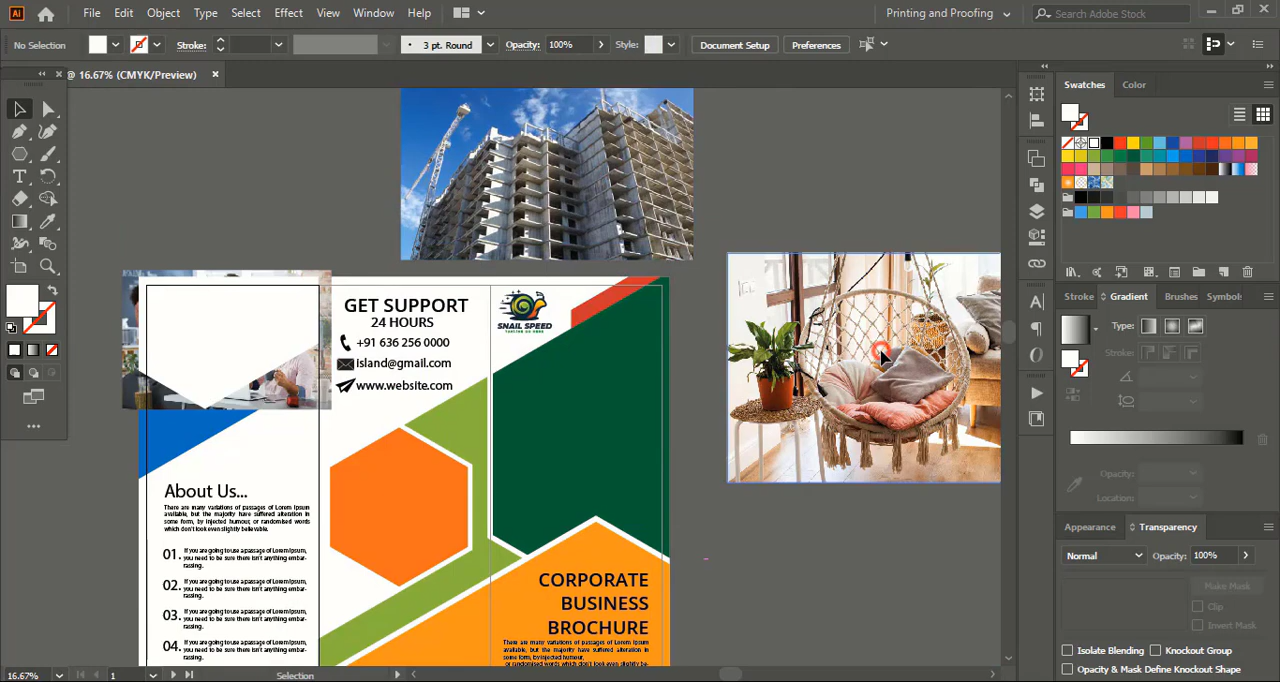 Ai File Edit Object Type Select Effect View Window Help Printing and Proofing Search Adobe Stock
No Selection Stroke: 3 pt. Round Opacity: 100% Style: Document Setup Preferences
@ 16.67% (CMYK/Preview)
Swatches Color
Stroke Gradient Brushes Symbols
Type:
Stroke:
Opacity:
Location:
Appearance Transparency
Normal Opacity: 100%
Make Mask
Clip
Invert Mask
Isolate Blending Knockout Group
Opacity & Mask Define Knockout Shape
GET SUPPORT
24 HOURS
+91 636 256 0000
island@gmail.com
www.website.com
SNAIL SPEED
About Us...
There are many variations of passages of Lorem Ipsum
available, but the majority have suffered alteration in
some form, by injected humour, or randomised words
which don't look even slightly believable.
01. If you are going to use a passage of Lorem Ipsum,
you need to be sure there isn't anything embar-
rassing.
02. If you are going to use a passage of Lorem Ipsum,
you need to be sure there isn't anything embar-
rassing.
03. If you are going to use a passage of Lorem Ipsum,
you need to be sure there isn't anything embar-
rassing.
04. If you are going to use a passage of Lorem Ipsum,
you need to be sure there isn't anything embar-
rassing.
CORPORATE
BUSINESS
BROCHURE
There are many variations of passages of Lorem Ipsum
available, but the majority have suffered alteration in
some form, by injected humour,
or randomised words which don't look even slightly be-
16.67% 1 Selection